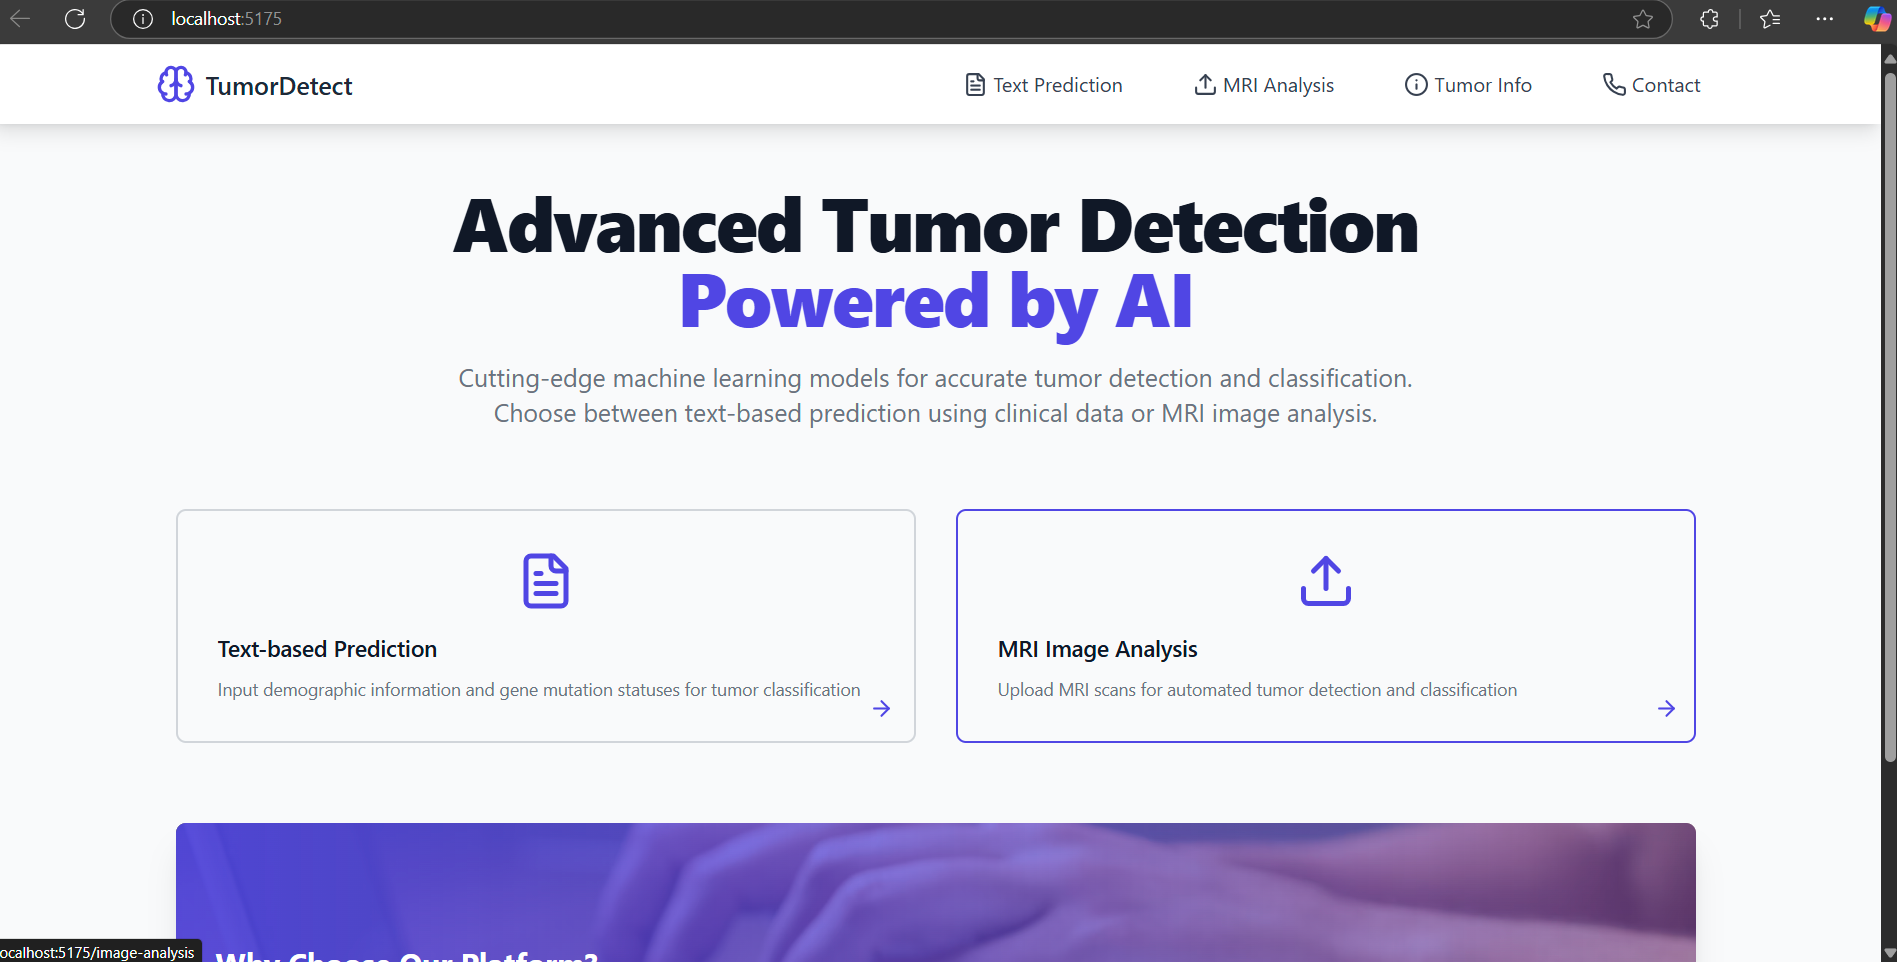 localhost:5175
TumorDetect
Text Prediction
MRI Analysis
Tumor Info
Contact
Advanced Tumor Detection
Powered by AI
Cutting-edge machine learning models for accurate tumor detection and classification.
Choose between text-based prediction using clinical data or MRI image analysis.
Text-based Prediction
Input demographic information and gene mutation statuses for tumor classification
MRI Image Analysis
Upload MRI scans for automated tumor detection and classification
Why Choose Our Platform?
ocalhost:5175/image-analysis